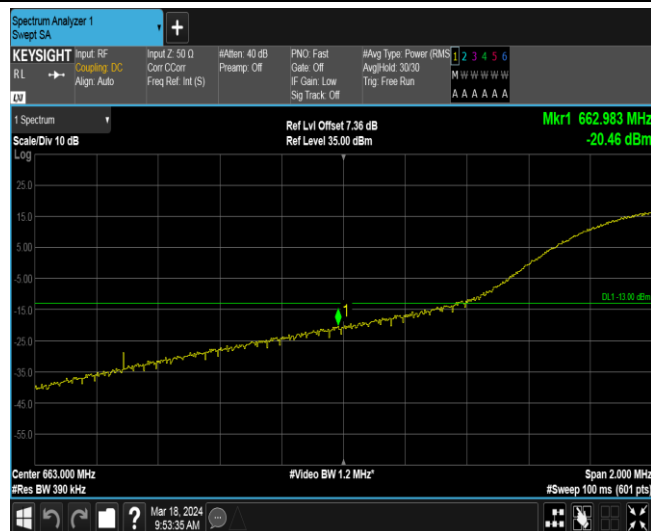 Spectrum Analyzer 1
Swept SA
+
KEYSIGHT
RL
LXI
Input: RF
Coupling: DC
Align: Auto
Input Z: 50 Ω
Corr CCorr
Freq Ref: Int (S)
#Atten: 40 dB
Preamp: Off
PNO: Fast
Gate: Off
IF Gain: Low
Sig Track: Off
#Avg Type: Power (RMS
Avg|Hold: 30/30
Trig: Free Run
1 2 3 4 5 6
M W W W W W
A A A A A A
1 Spectrum
Scale/Div 10 dB
Log
Ref Lvl Offset 7.36 dB
Ref Level 35.00 dBm
Mkr1 662.983 MHz
-20.46 dBm
25.0
15.0
5.00
-5.00
-15.0
-25.0
-35.0
-45.0
-55.0
1
DL1 -13.00 dBm
Center 663.000 MHz
#Video BW 1.2 MHz*
Span 2.000 MHz
#Res BW 390 kHz
#Sweep 100 ms (601 pts)
?
Mar 18, 2024
9:53:35 AM